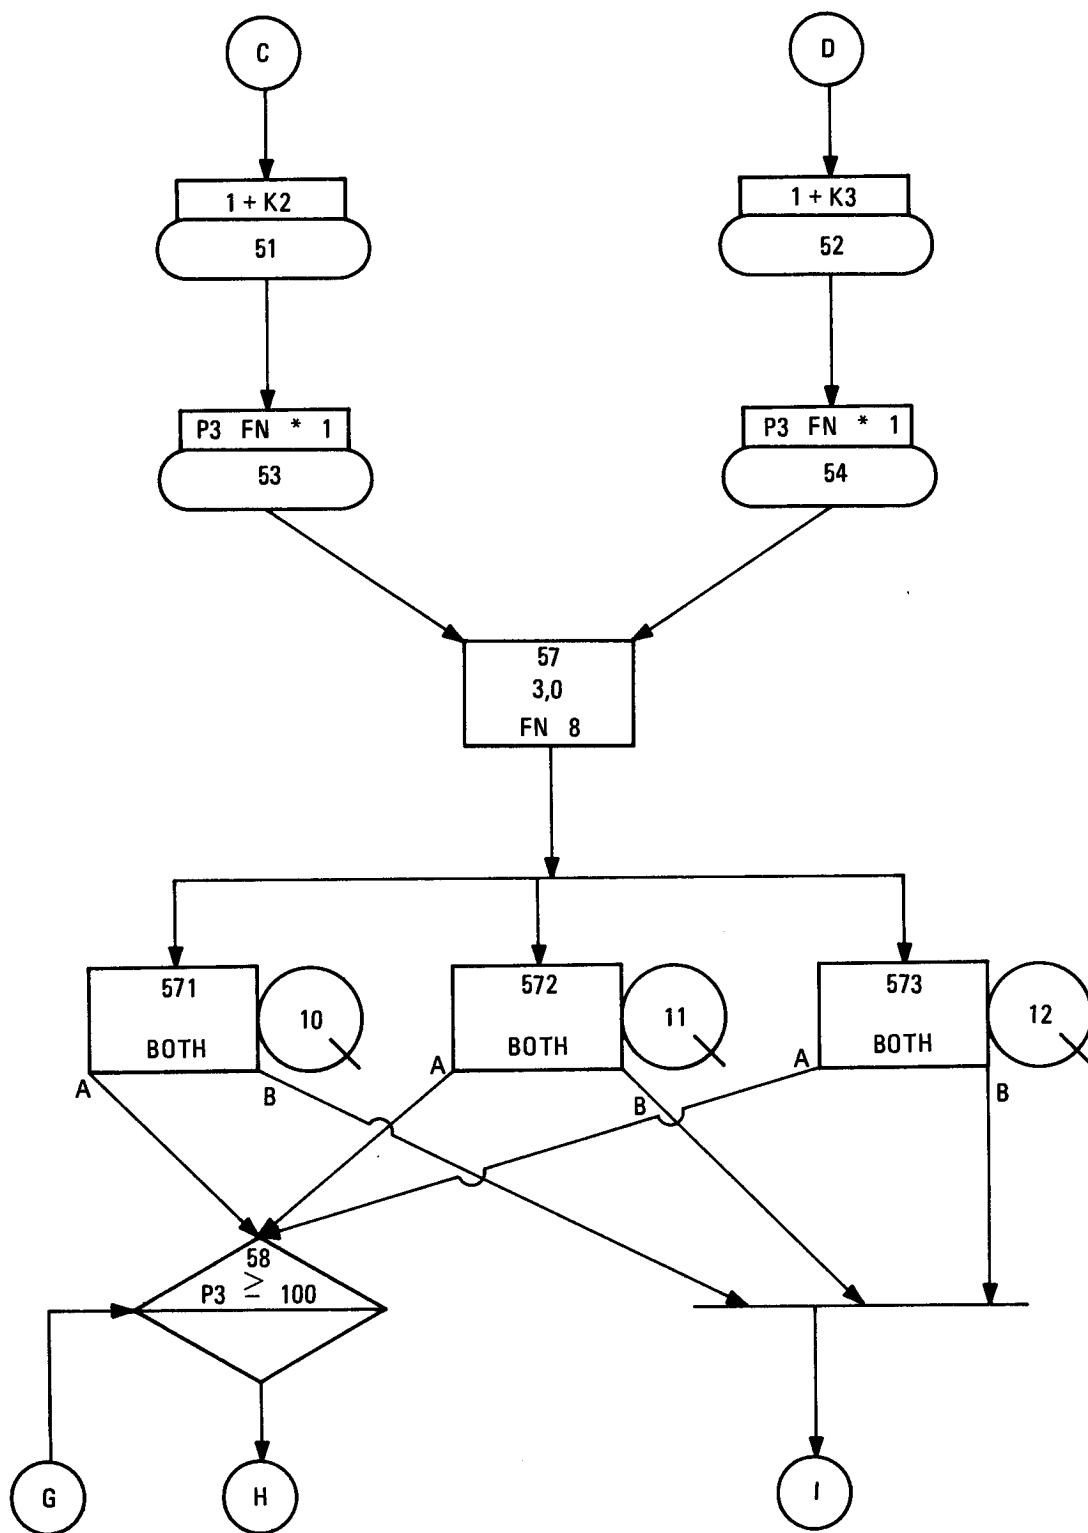 C
D
1 + K2
1 + K3
51
52
P3 FN * 1
P3 FN * 1
53
54
57
3,0
FN 8
571
572
573
10
11
12
BOTH
BOTH
BOTH
A
A
A
B
B
B
58
P3 ≥ 100
G
H
I